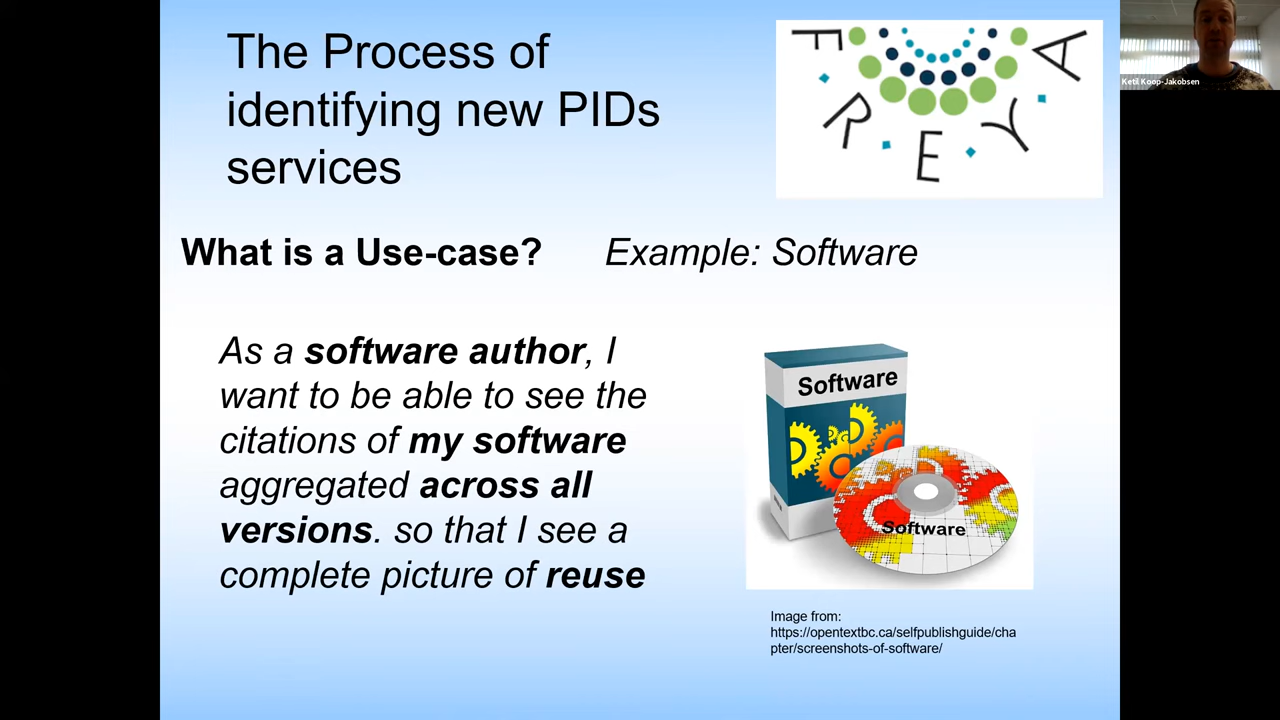 The Process of
identifying new PIDs
services
F R E Y A
Ketil Koop-Jakobsen
What is a Use-case? Example: Software
As a software author, I
want to be able to see the
citations of my software
aggregated across all
versions. so that I see a
complete picture of reuse
Software
Software
Image from:
https://opentextbc.ca/selfpublishguide/cha
pter/screenshots-of-software/